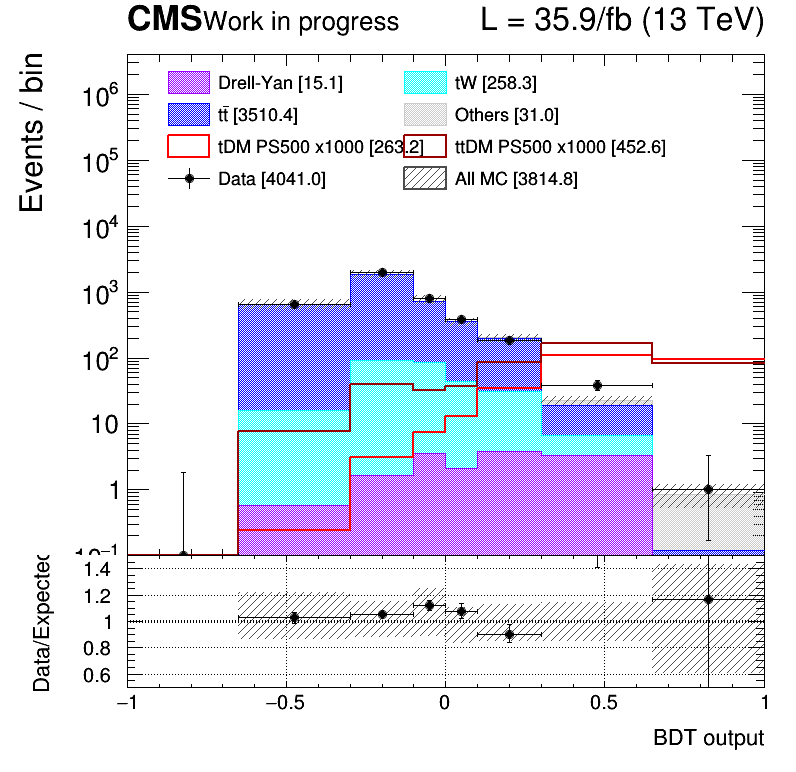 CMS Work in progress L = 35.9/fb (13 TeV)
Events / bin
Drell-Yan [15.1] tW [258.3]
tt̄ [3510.4] Others [31.0]
tDM PS500 x1000 [263.2] ttDM PS500 x1000 [452.6]
Data [4041.0] All MC [3814.8]
10⁶
10⁵
10⁴
10³
10²
10
1
10⁻¹
Data/Expected
1.4
1.2
1
0.8
0.6
−1 −0.5 0 0.5 1
BDT output